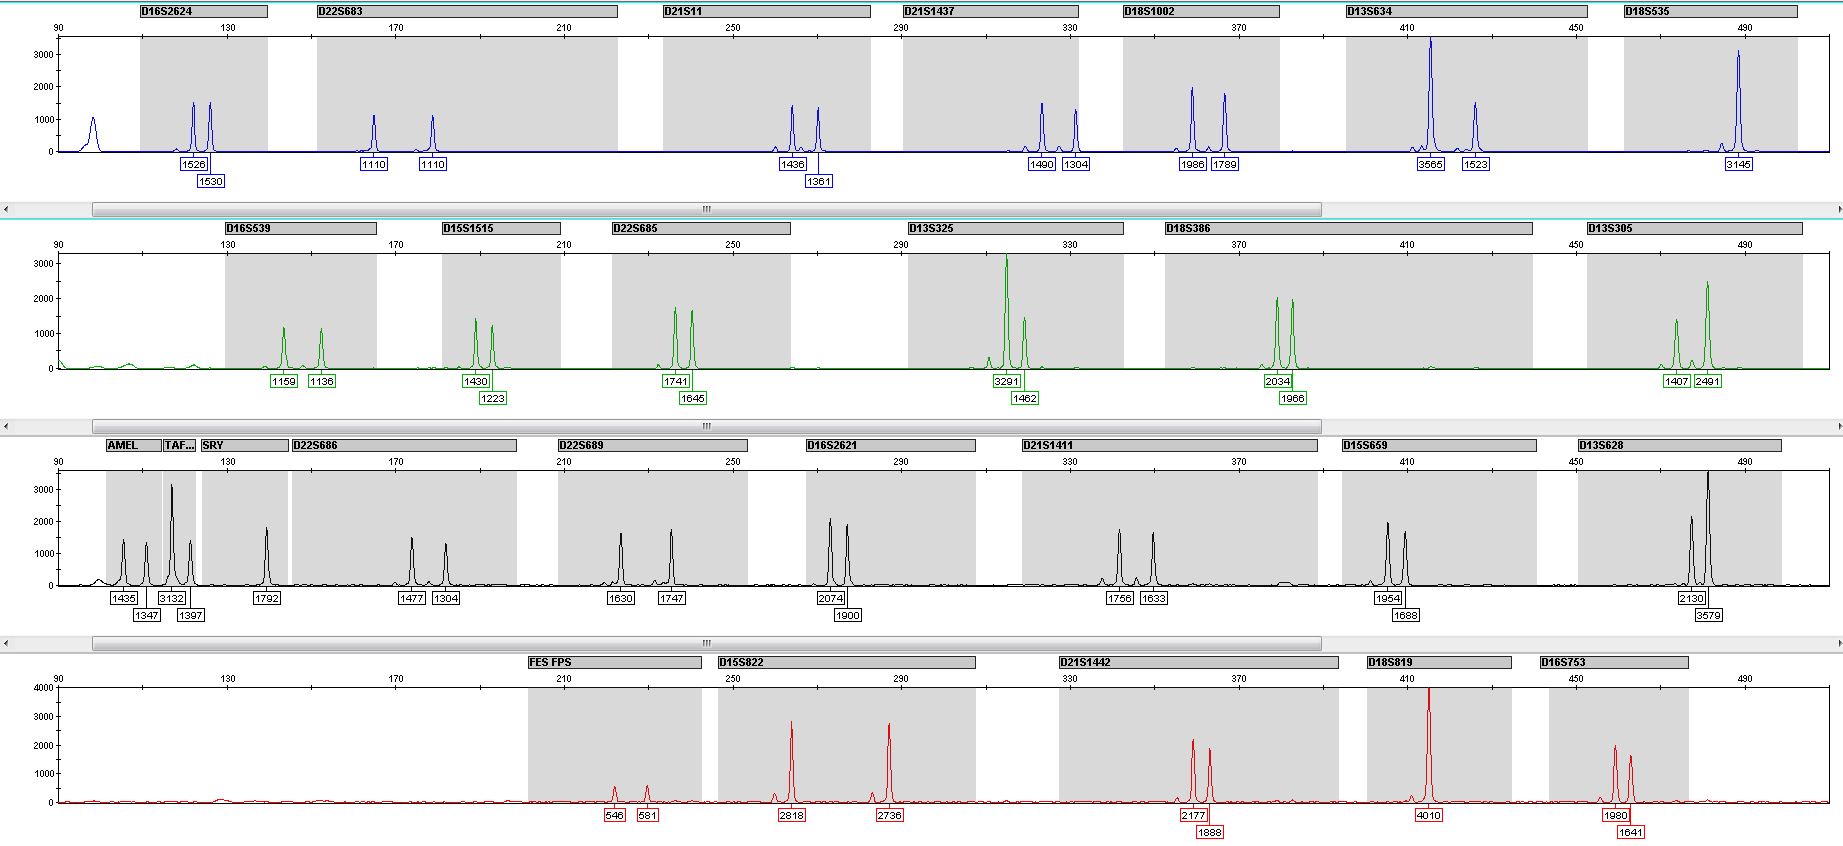 D16S2624 D22S683 D21S11 D21S1437 D18S1002 D13S634 D18S535
90 130 170 210 250 290 330 370 410 450 490
3000
2000
1000
0
1526 1110 1110 1436 1490 1304 1986 1789 3565 1523 3145
1530 1361
D16S539 D15S1515 D22S685 D13S325 D18S386 D13S305
90 130 170 210 250 290 330 370 410 450 490
3000
2000
1000
0
1159 1136 1430 1741 3291 2034 1407 2491
1223 1645 1462 1966
AMEL TAF... SRY D22S686 D22S689 D16S2621 D21S1411 D15S659 D13S628
90 130 170 210 250 290 330 370 410 450 490
3000
2000
1000
0
1435 3132 1792 1477 1304 1630 1747 2074 1756 1633 1954 2130
1347 1397 1900 1688 3579
FES FPS D15S822 D21S1442 D18S819 D16S753
90 130 170 210 250 290 330 370 410 450 490
4000
3000
2000
1000
0
546 581 2818 2736 2177 4010 1980
1888 1641